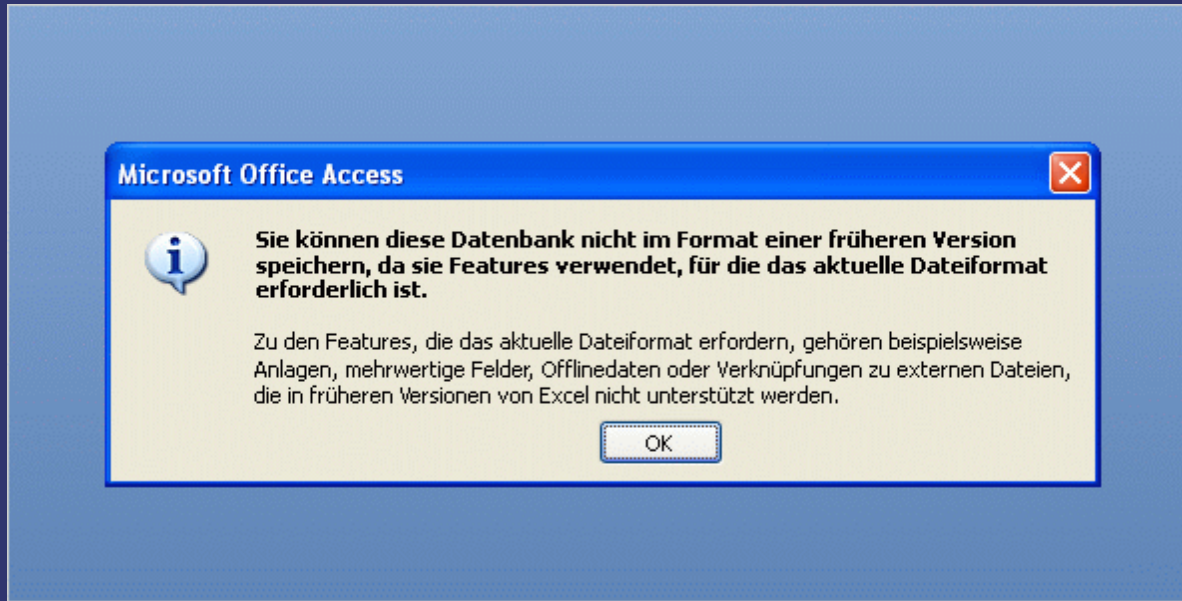 Microsoft Office Access
Sie können diese Datenbank nicht im Format einer früheren Version
speichern, da sie Features verwendet, für die das aktuelle Dateiformat
erforderlich ist.
Zu den Features, die das aktuelle Dateiformat erfordern, gehören beispielsweise
Anlagen, mehrwertige Felder, Offlinedaten oder Verknüpfungen zu externen Dateien,
die in früheren Versionen von Excel nicht unterstützt werden.
OK